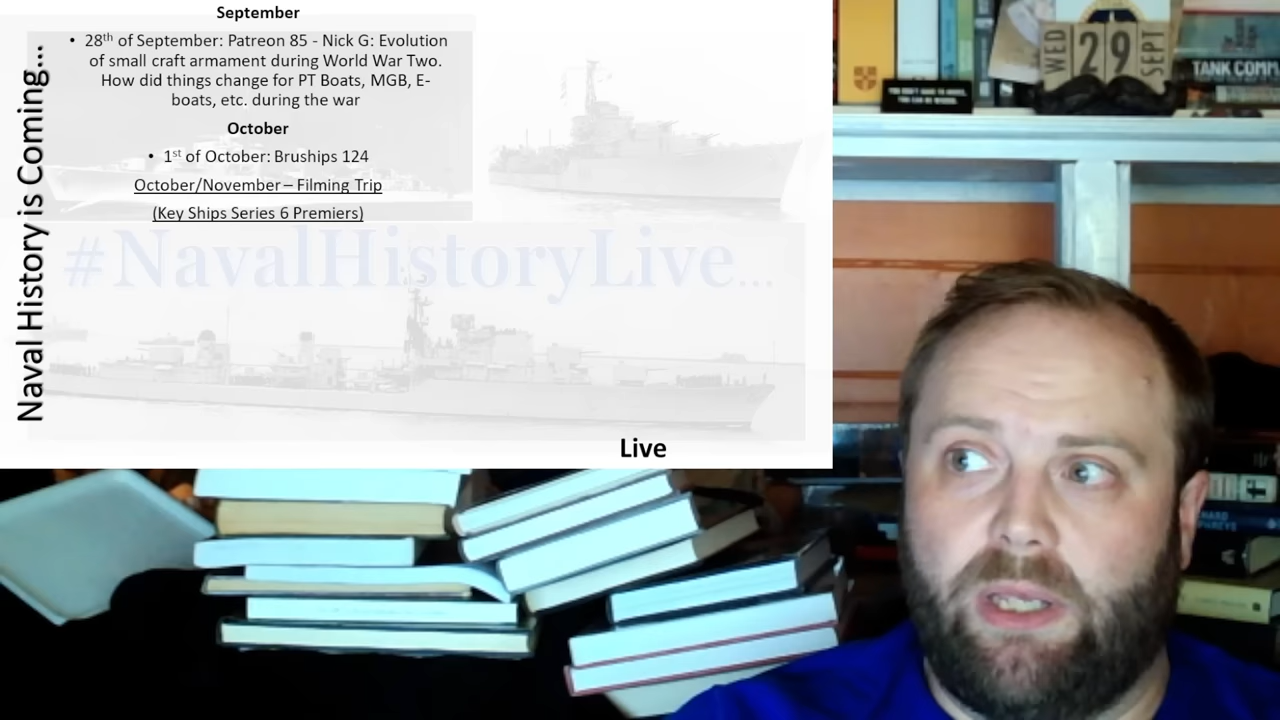 September
• 28th of September: Patreon 85 - Nick G: Evolution
of small craft armament during World War Two.
How did things change for PT Boats, MGB, E-
boats, etc. during the war
October
• 1st of October: Bruships 124
October/November – Filming Trip
(Key Ships Series 6 Premiers)
Naval History is Coming...
#NavalHistoryLive...
Live
WED 29 SEPT
TANK COMM